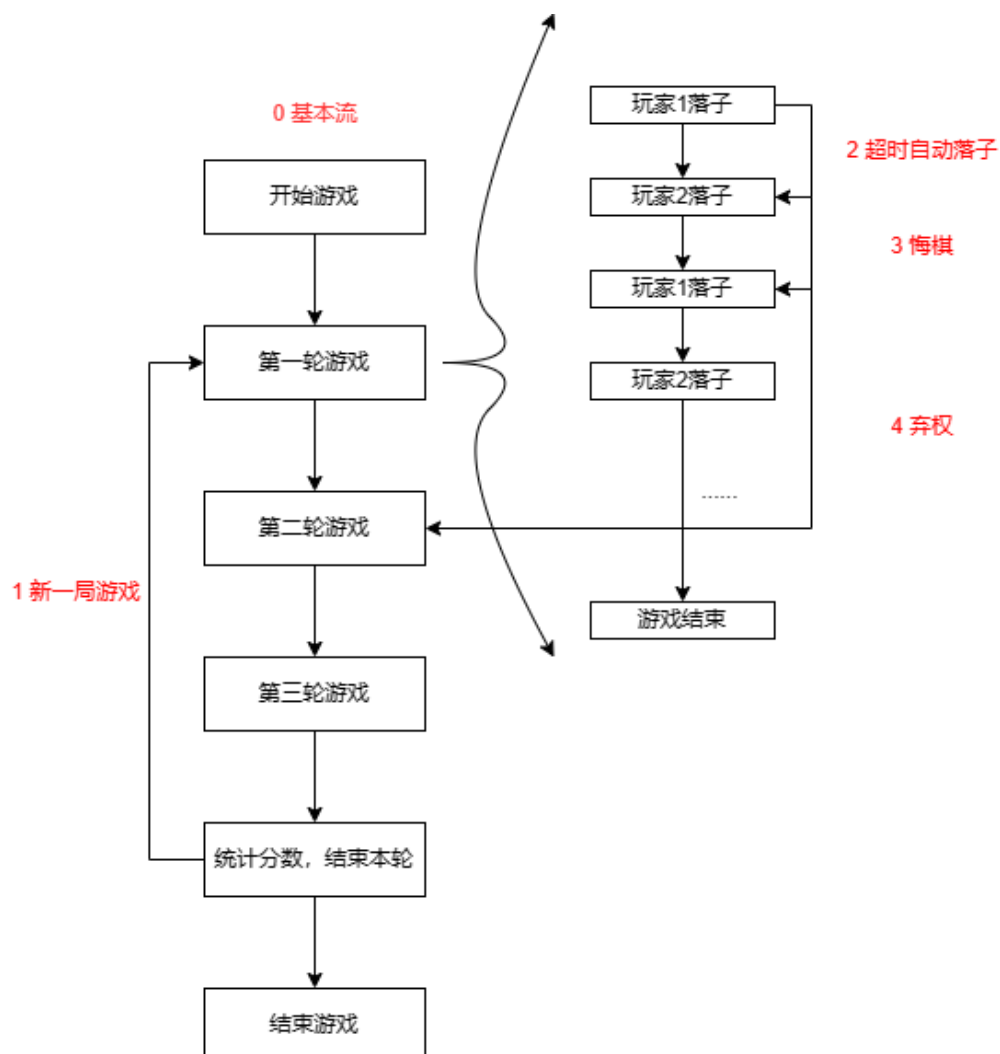 0 基本流
开始游戏
第一轮游戏
第二轮游戏
第三轮游戏
统计分数，结束本轮
结束游戏
1 新一局游戏
玩家1落子
玩家2落子
玩家1落子
玩家2落子
......
游戏结束
2 超时自动落子
3 悔棋
4 弃权